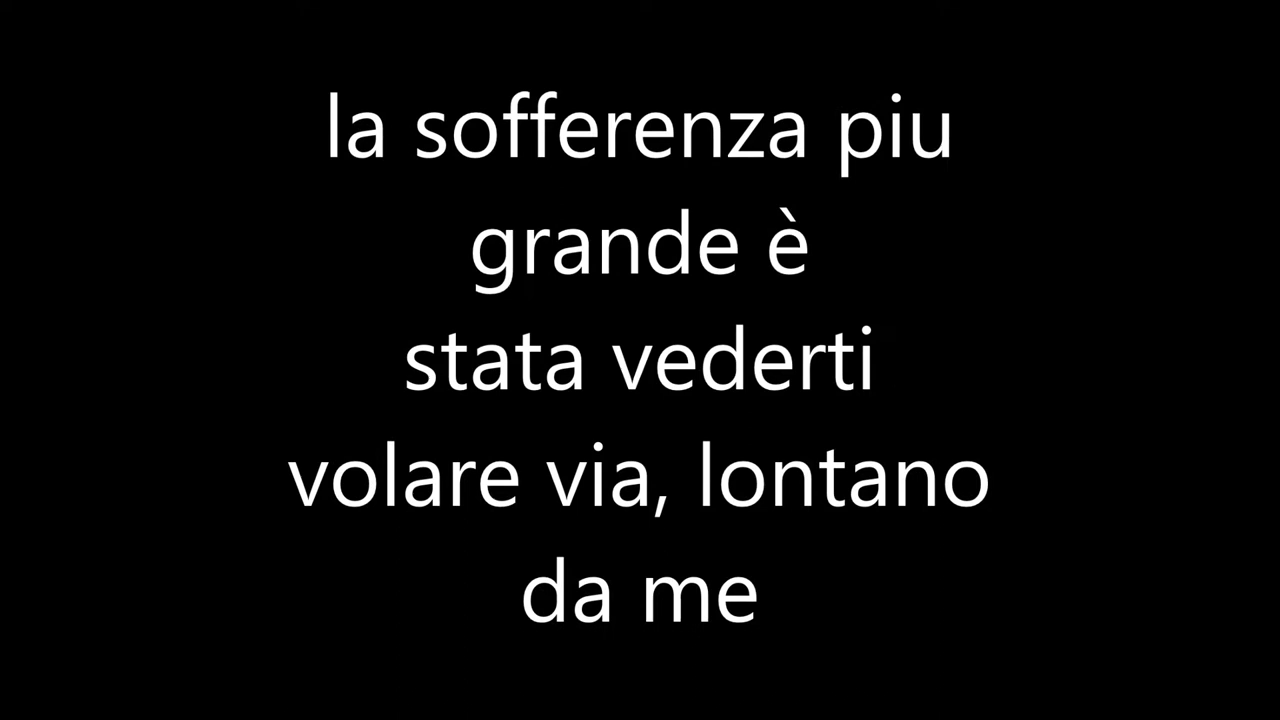 la sofferenza piu
grande è
stata vederti
volare via, lontano
da me